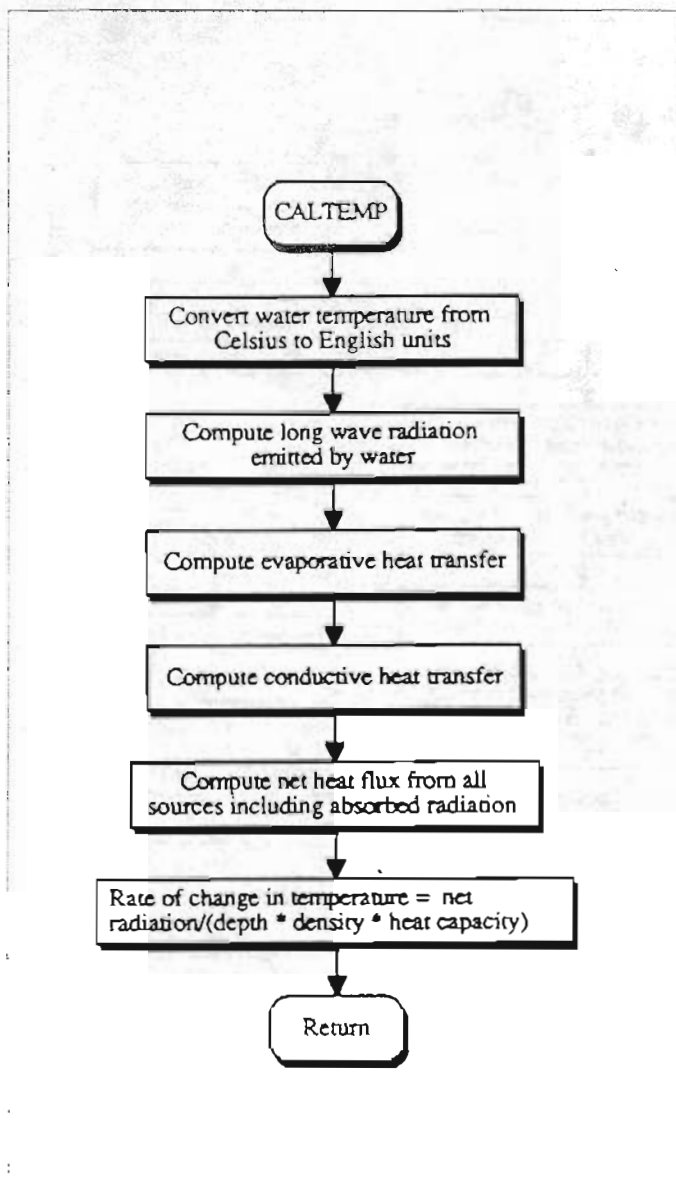 CALTEMP
Convert water temperature from
Celsius to English units
Compute long wave radiation
emitted by water
Compute evaporative heat transfer
Compute conductive heat transfer
Compute net heat flux from all
sources including absorbed radiation
Rate of change in temperature = net
radiation/(depth * density * heat capacity)
Return